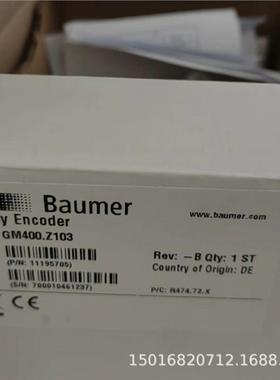 Baumer
y Encoder
www.baumer.com
GM400.Z103
Rev: -B Qty: 1 ST
Country of Origin: DE
(P/N: 11195705)
(S/N: 700010461237)
P/C: R474.72.X
CE
15016820712.1688.